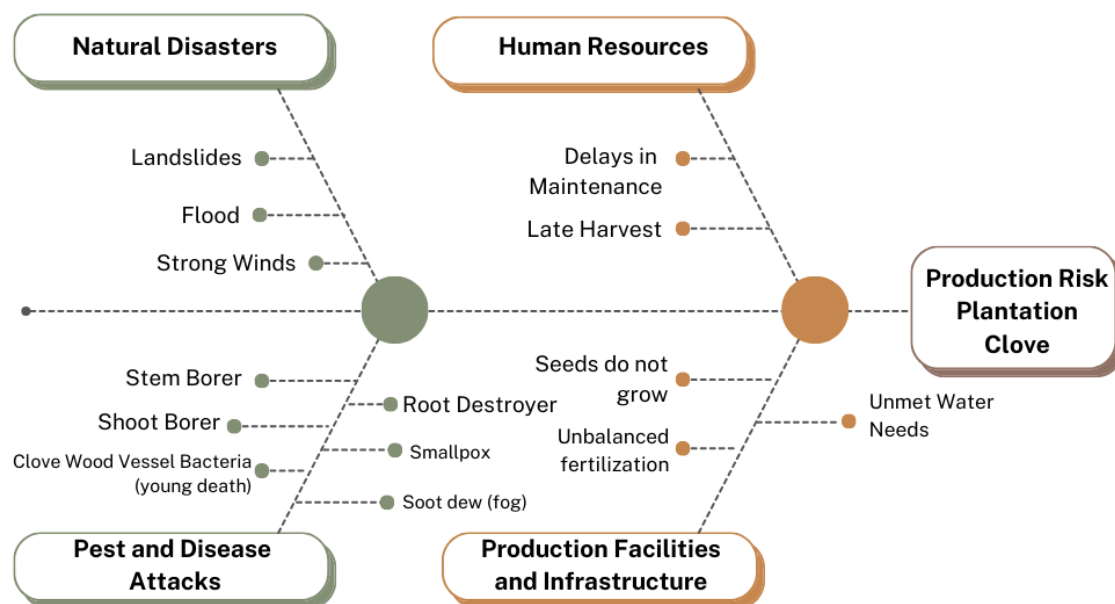 Natural Disasters
Human Resources
Landslides
Flood
Strong Winds
Delays in
Maintenance
Late Harvest
Production Risk
Plantation
Clove
Stem Borer
Shoot Borer
Clove Wood Vessel Bacteria
(young death)
Root Destroyer
Smallpox
Soot dew (fog)
Seeds do not
grow
Unbalanced
fertilization
Unmet Water
Needs
Pest and Disease
Attacks
Production Facilities
and Infrastructure